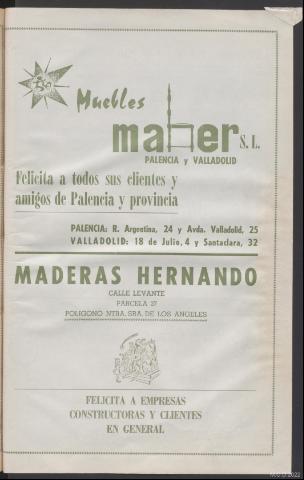 Muebles
maher S. L.
PALENCIA y VALLADOLID
Felicita a todos sus clientes y
amigos de Palencia y provincia
PALENCIA: R. Argentina, 24 y Avda. Valladolid, 25
VALLADOLID: 18 de Julio, 4 y Santaclara, 32
MADERAS HERNANDO
CALLE LEVANTE
PARCELA 27
POLIGONO NTRA. SRA. DE LOS ANGELES
FELICITA A EMPRESAS
CONSTRUCTORAS Y CLIENTES
EN GENERAL